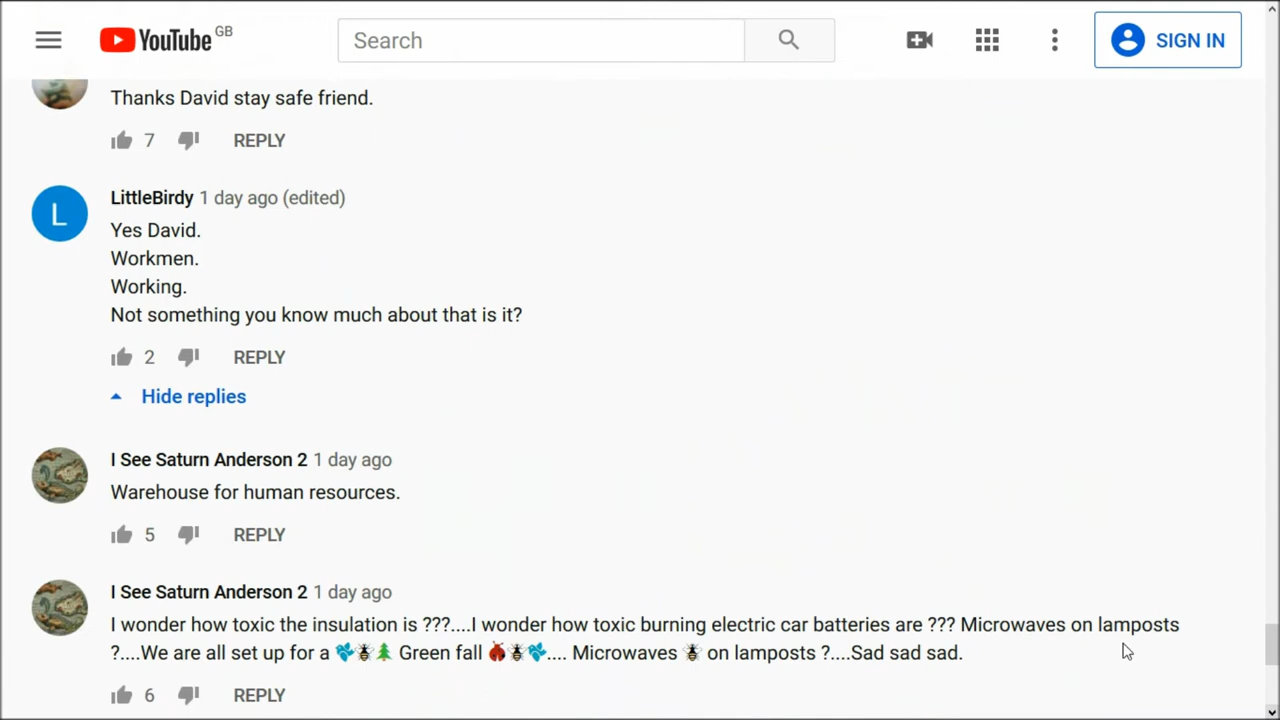 YouTube GB
Search
SIGN IN
Thanks David stay safe friend.
7 REPLY
LittleBirdy 1 day ago (edited)
L
Yes David.
Workmen.
Working.
Not something you know much about that is it?
2 REPLY
Hide replies
I See Saturn Anderson 2 1 day ago
Warehouse for human resources.
5 REPLY
I See Saturn Anderson 2 1 day ago
I wonder how toxic the insulation is ???....I wonder how toxic burning electric car batteries are ??? Microwaves on lamposts
?....We are all set up for a 🐝🌲 Green fall 🐞🐝.... Microwaves 🐝 on lamposts ?....Sad sad sad.
6 REPLY